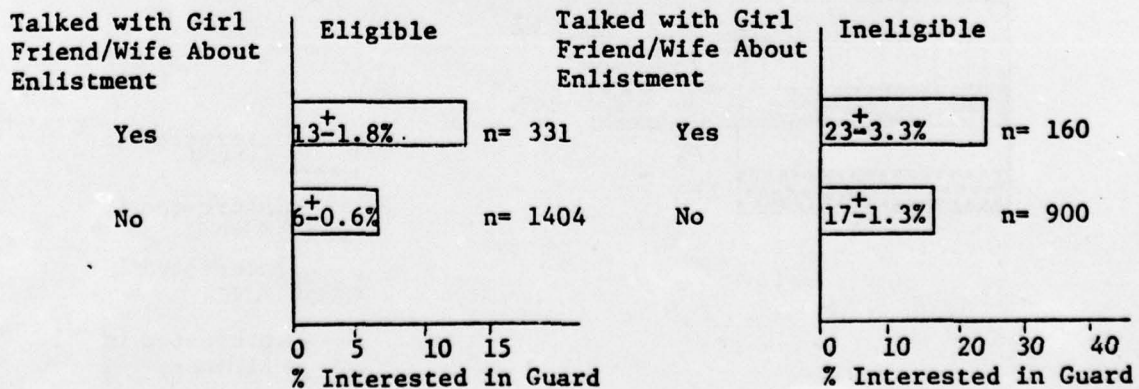 Talked with Girl
Friend/Wife About
Enlistment
Eligible
Yes
13±1.8%
n= 331
No
6±0.6%
n= 1404
0 5 10 15
% Interested in Guard
Talked with Girl
Friend/Wife About
Enlistment
Ineligible
Yes
23±3.3%
n= 160
No
17±1.3%
n= 900
0 10 20 30 40
% Interested in Guard